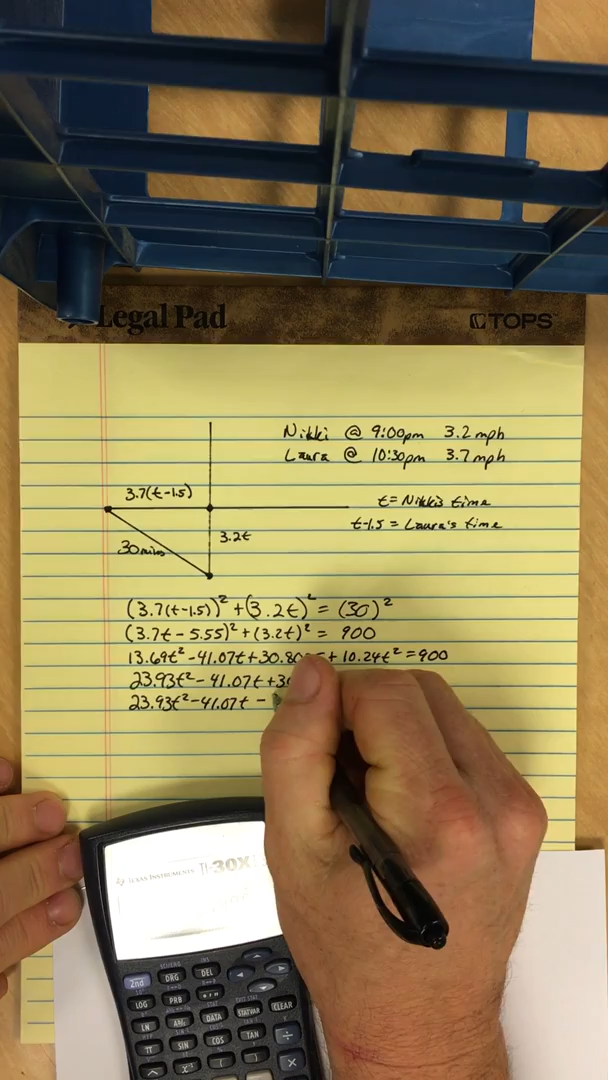 Legal Pad
TOPS
Nikki @ 9:00pm 3.2mph
Laura @ 10:30pm 3.7mph
3.7(t-1.5)
t= Nikki's time
t-1.5 = Laura's time
3.2t
30 miles
(3.7(t-1.5))² + (3.2t)² = (30)²
(3.7t - 5.55)² + (3.2t)² = 900
13.69t² - 41.07t + 30.80 + 10.24t² = 900
23.93t² - 41.07t + 30
23.93t² - 41.07t -
TEXAS INSTRUMENTS TI-30X
2nd DRG DEL
LOG PRB
LN DATA STATVAR CLEAR
π SIN COS TAN ÷
x⁻¹ ( ) ×